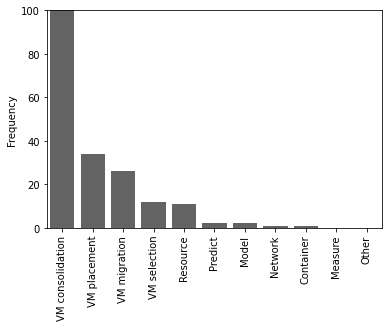 100
80
60
40
20
0
Frequency
VM consolidation
VM placement
VM migration
VM selection
Resource
Predict
Model
Network
Container
Measure
Other